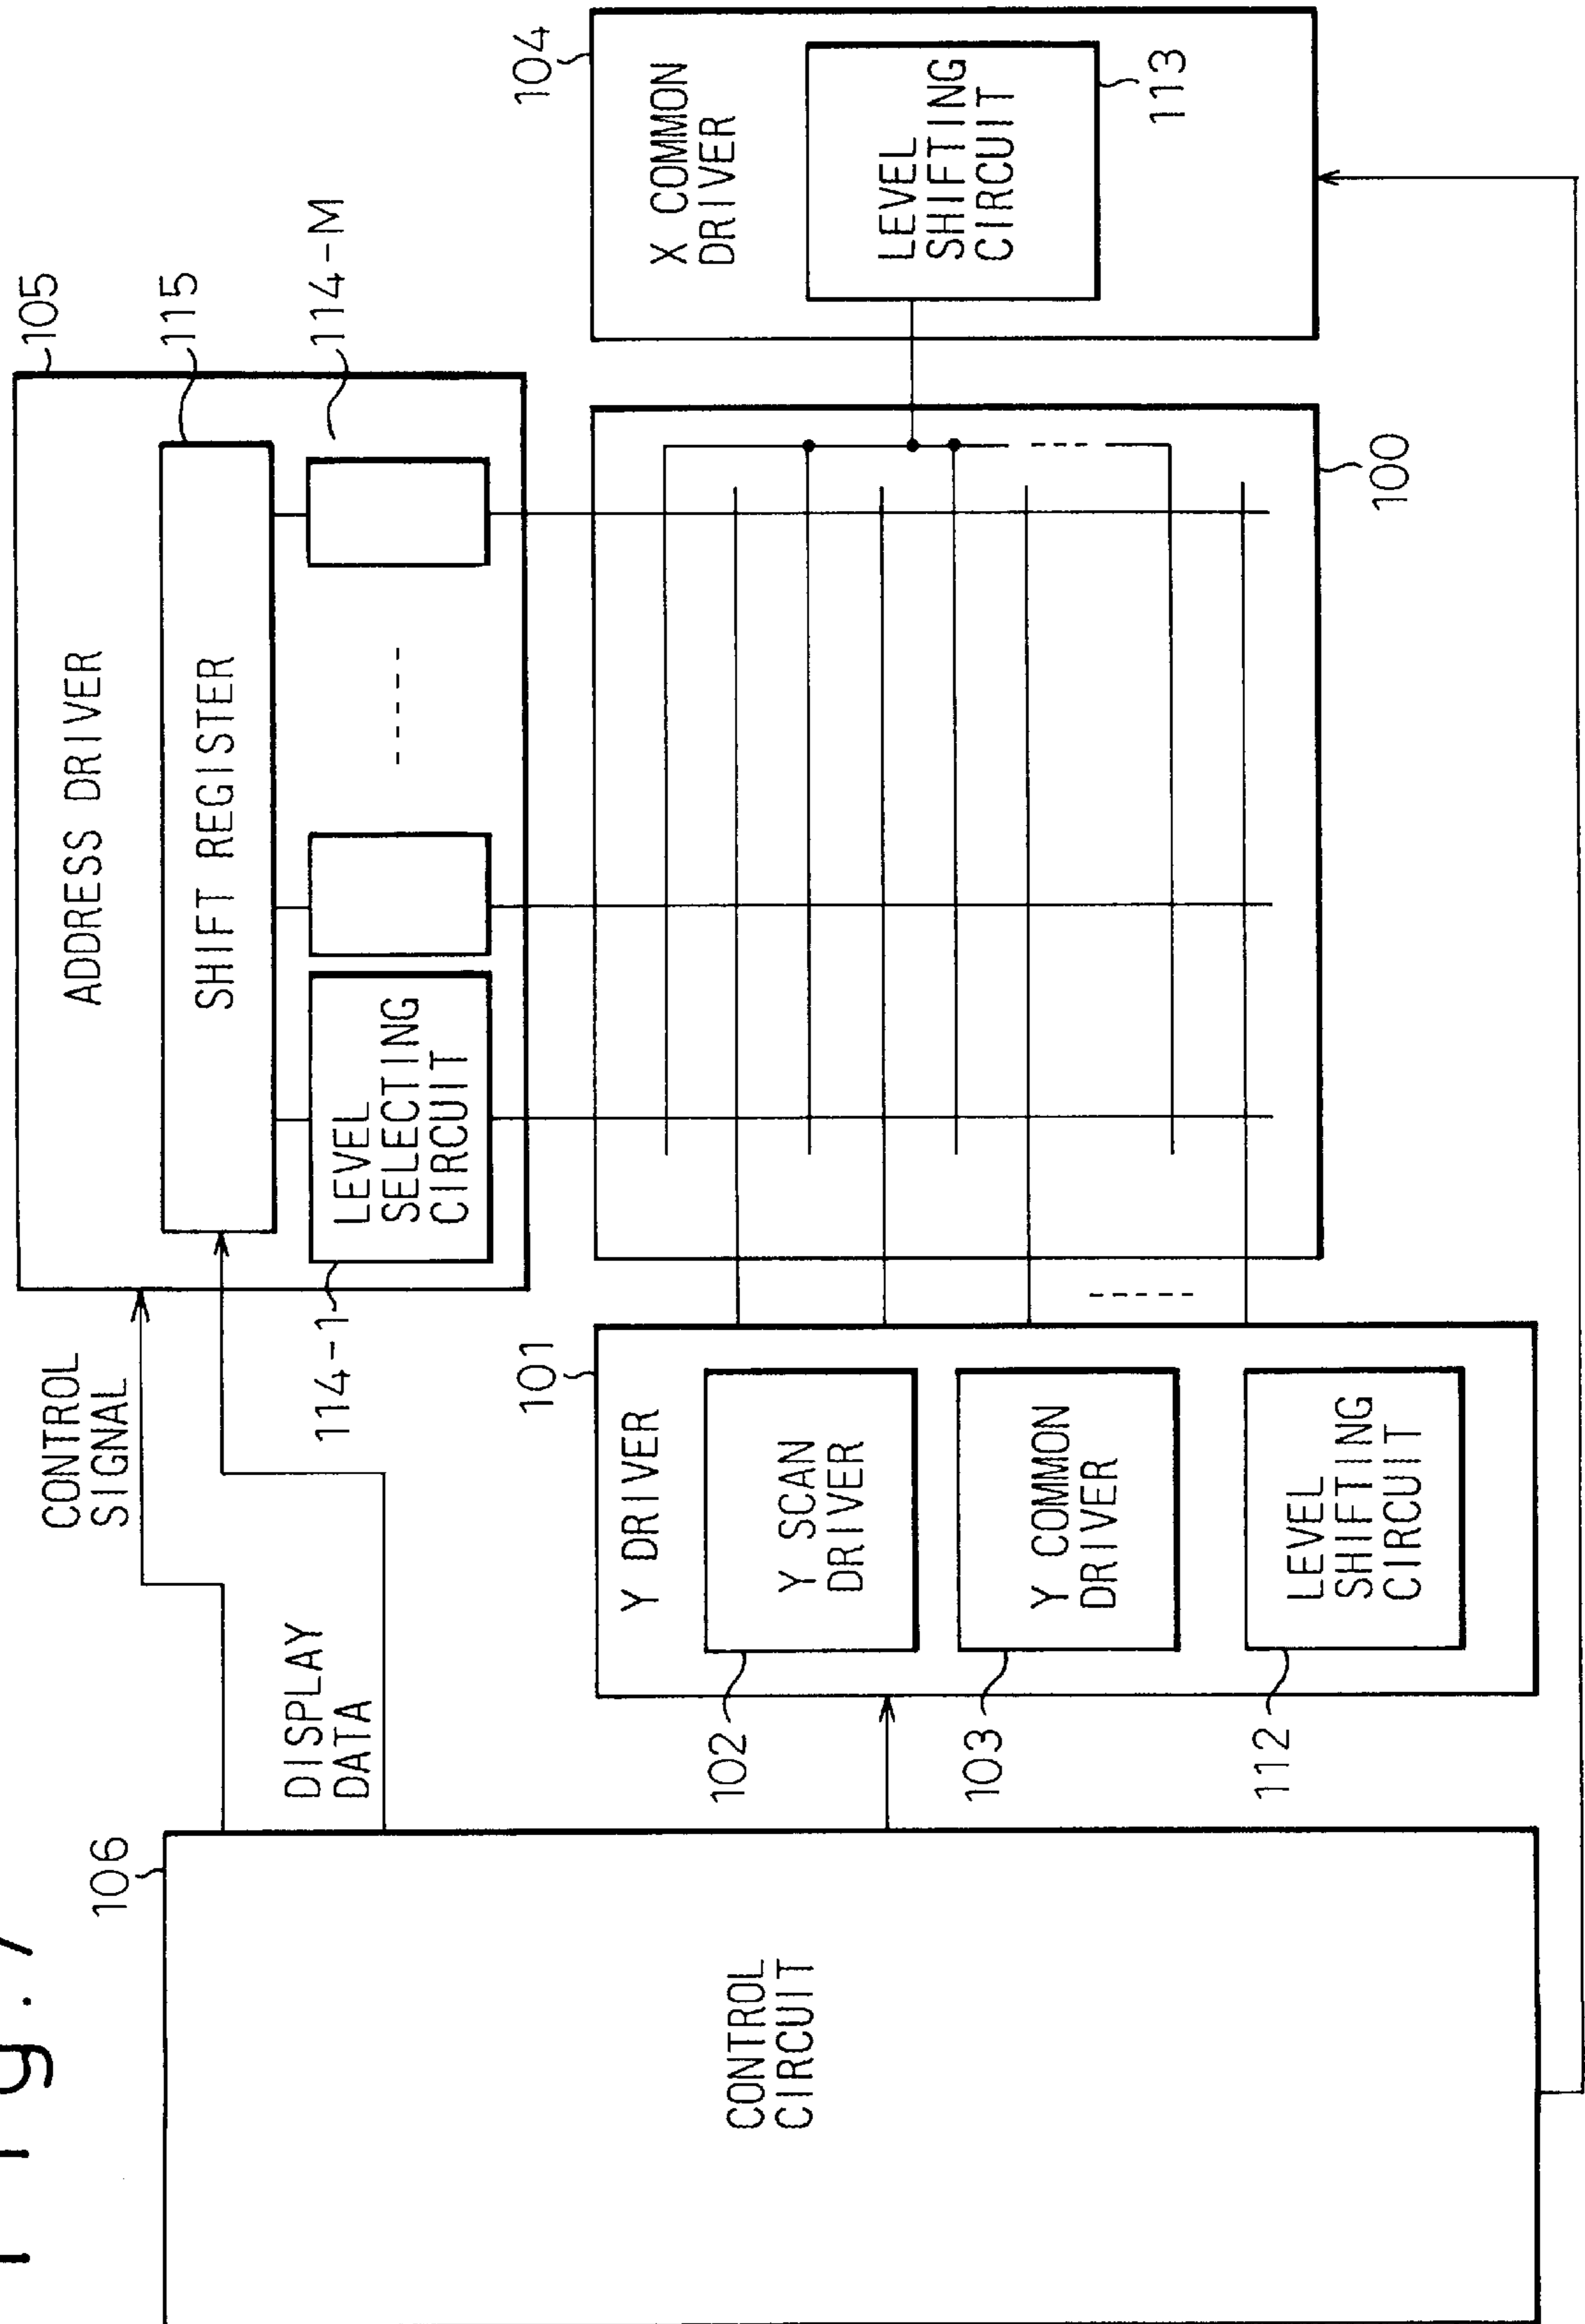 Fig.7
106
CONTROL
CIRCUIT
CONTROL
SIGNAL
DISPLAY
DATA
105
ADDRESS DRIVER
115
SHIFT REGISTER
114-1
LEVEL
SELECTING
CIRCUIT
114-M
101
Y DRIVER
102
Y SCAN
DRIVER
103
Y COMMON
DRIVER
112
LEVEL
SHIFTING
CIRCUIT
100
104
X COMMON
DRIVER
LEVEL
SHIFTING
CIRCUIT
113